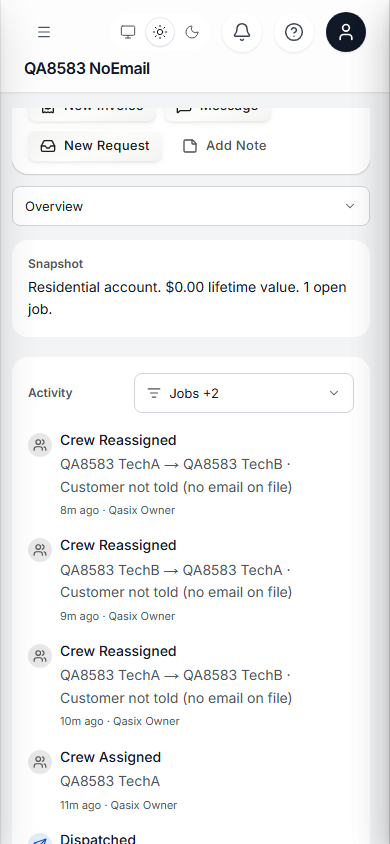 QA8583 NoEmail
New Invoice
Message
New Request
Add Note
Overview
Snapshot
Residential account. $0.00 lifetime value. 1 open
job.
Activity
Jobs +2
Crew Reassigned
QA8583 TechA → QA8583 TechB ·
Customer not told (no email on file)
8m ago · Qasix Owner
Crew Reassigned
QA8583 TechB → QA8583 TechA ·
Customer not told (no email on file)
9m ago · Qasix Owner
Crew Reassigned
QA8583 TechA → QA8583 TechB ·
Customer not told (no email on file)
10m ago · Qasix Owner
Crew Assigned
QA8583 TechA
11m ago · Qasix Owner
Dispatched